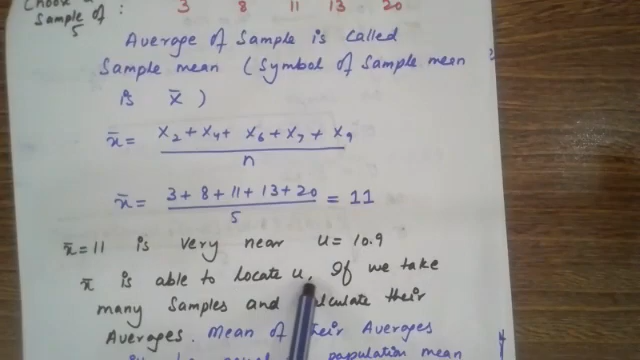 Choose
Sample of : 3 8 11 13 20
5
Average of Sample is called
Sample mean (Symbol of Sample mean
is x̄ )
x̄ = x₂ + x₄ + x₆ + x₇ + x₉
n
x̄ = 3 + 8 + 11 + 13 + 20 = 11
5
x̄ = 11 is very near u = 10.9
x̄ is able to locate u. If we take
many Samples and calculate their
Averages. Mean of their Averages
population mean